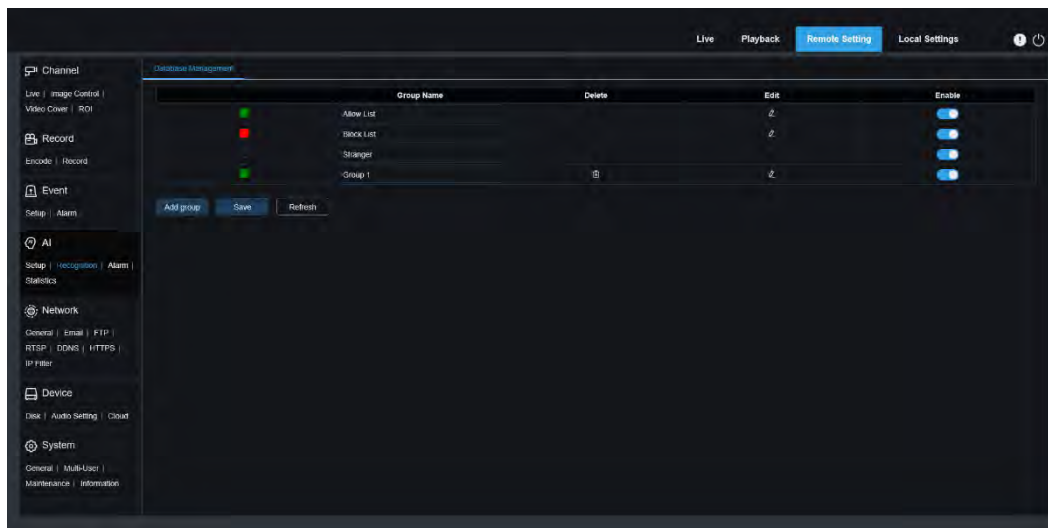 Live Playback Remote Setting Local Settings
Channel
Live | Image Control |
Video Cover | ROI
Record
Encode | Record
Event
Setup | Alarm
AI
Setup | Recognition | Alarm |
Statistics
Network
General | Email | FTP |
RTSP | DDNS | HTTPS |
IP Filter
Device
Disk | Audio Setting | Cloud
System
General | Multi-User |
Maintenance | Information
Database Management
Group Name Delete Edit Enable
Allow List
Block List
Stranger
Group 1
Add group Save Refresh